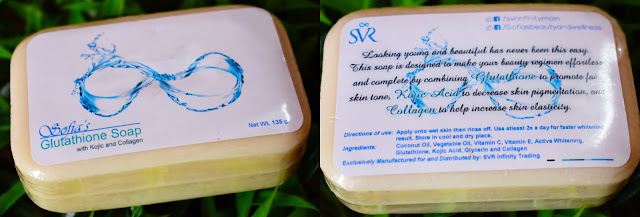 Sofia's
Glutathione Soap
with Kojic and Collagen
Net Wt. 135 g.
SVR
/svrinfinitymain
/Sofiasbeautyandwellness
Looking young and beautiful has never been this easy.
This soap is designed to make your beauty regimen effortless
and complete by combining Glutathione to promote fair
skin tone, Kojic Acid to decrease skin pigmentation, and
Collagen to help increase skin elasticity.
Directions of use: Apply onto wet skin then rinse off. Use atleast 2x a day for faster whitening
result. Store in cool and dry place.
Ingredients: Coconut Oil, Vegetable Oil, Vitamin C, Vitamin E, Active Whitening,
Glutathione, Kojic Acid, Glycerin and Collagen
Exclusively Manufactured for and Distributed by: SVR Infinity Trading